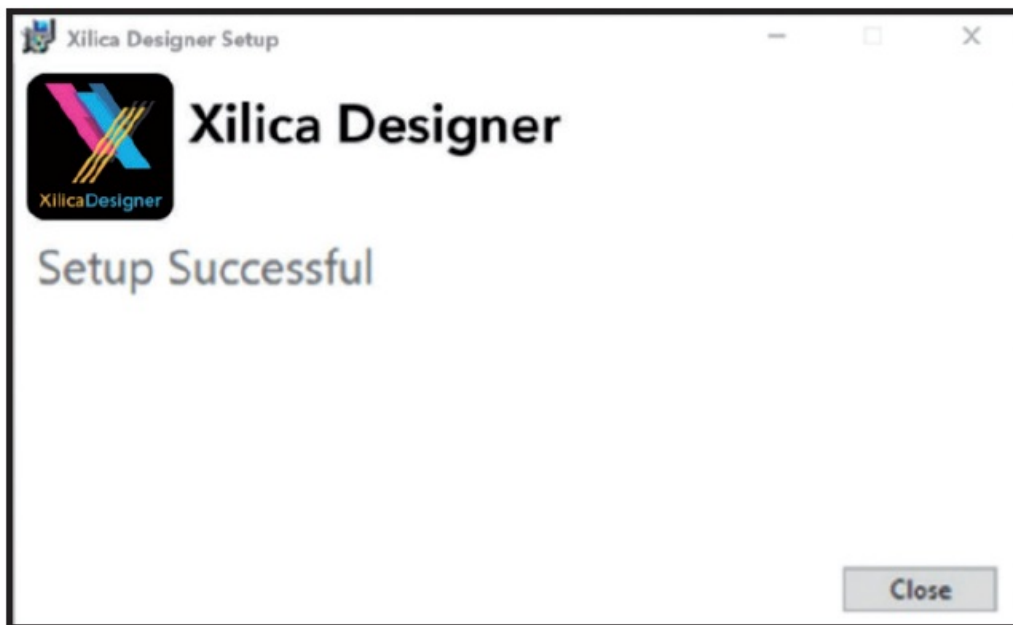 Xilica Designer Setup
Xilica Designer
XilicaDesigner
Setup Successful
Close